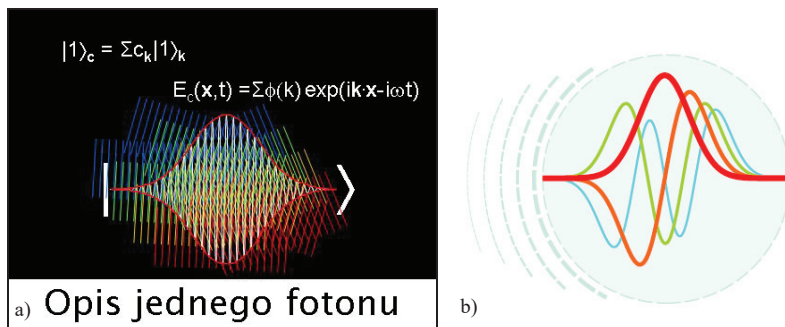 |1⟩c = Σck|1⟩k
Ec(x,t) =Σϕ(k) exp(ik·x-iωt)
a) Opis jednego fotonu
b)